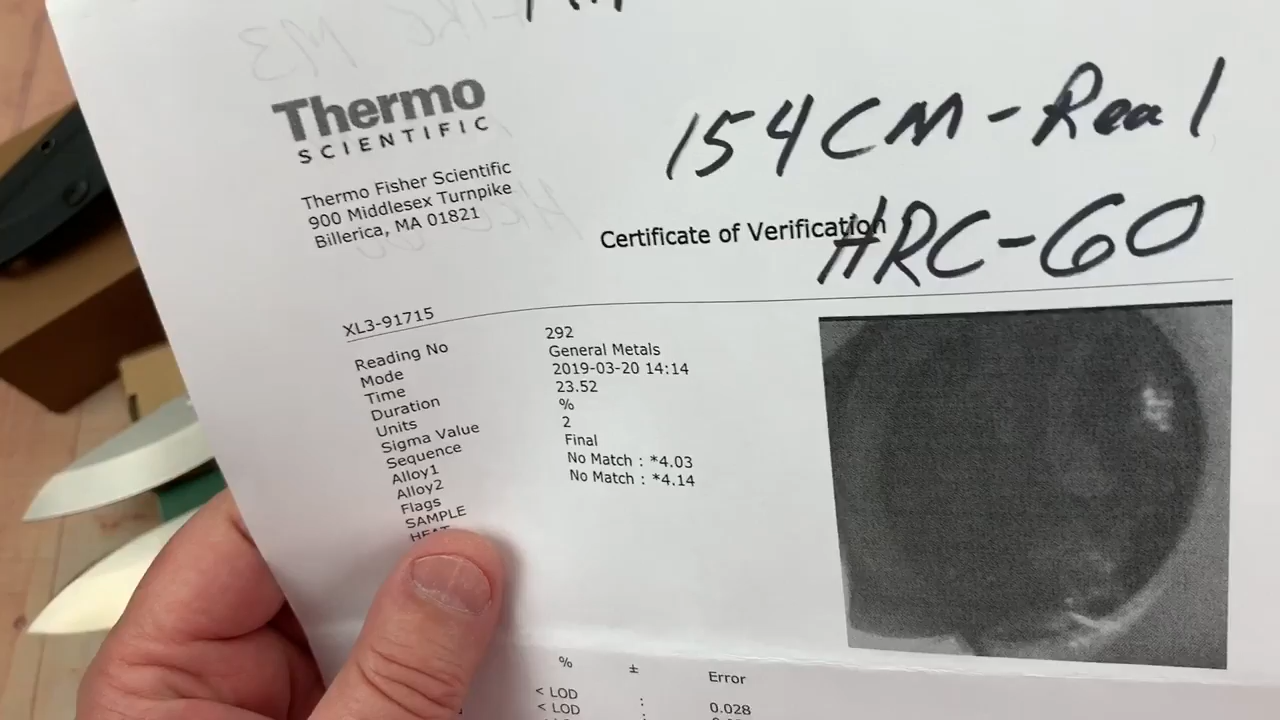 154CM-Real
HRC-60
Thermo
SCIENTIFIC
Thermo Fisher Scientific
900 Middlesex Turnpike
Billerica, MA 01821
Certificate of Verification
XL3-91715
Reading No 292
Mode General Metals
Time 2019-03-20 14:14
Duration 23.52
Units %
Sigma Value 2
Sequence Final
Alloy1 No Match : *4.03
Alloy2 No Match : *4.14
Flags
SAMPLE
% ± Error
< LOD : 0.028
< LOD :